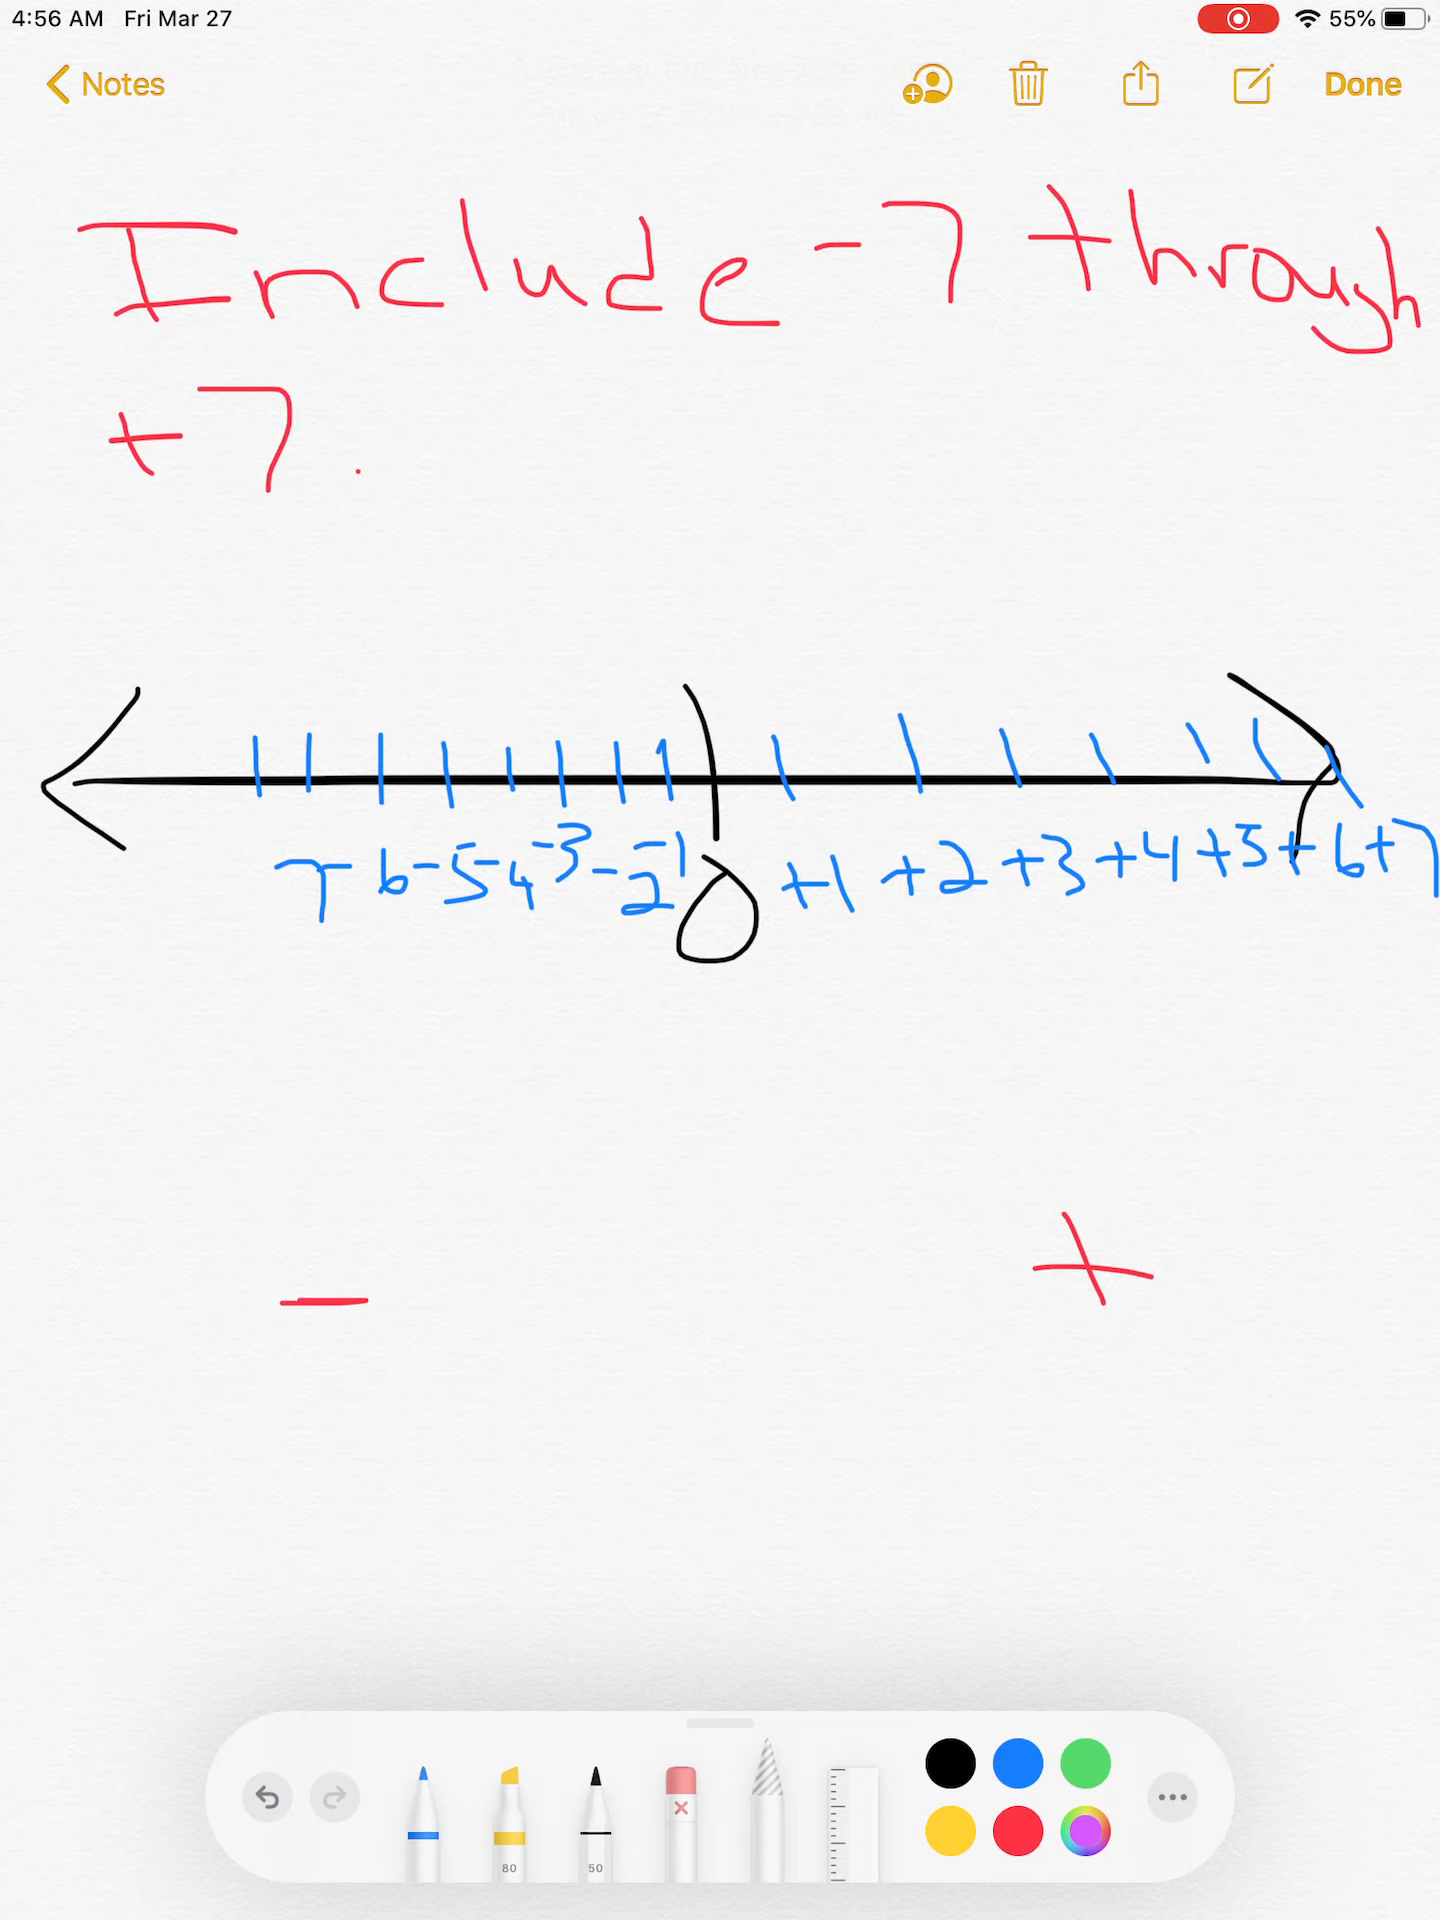 4:56 AM Fri Mar 27 55%
Notes Done
Include -7 through
+7.
7-6-5-4-3-2-1 0 +1 +2 +3 +4 +5 +6 +7
- +
80 50